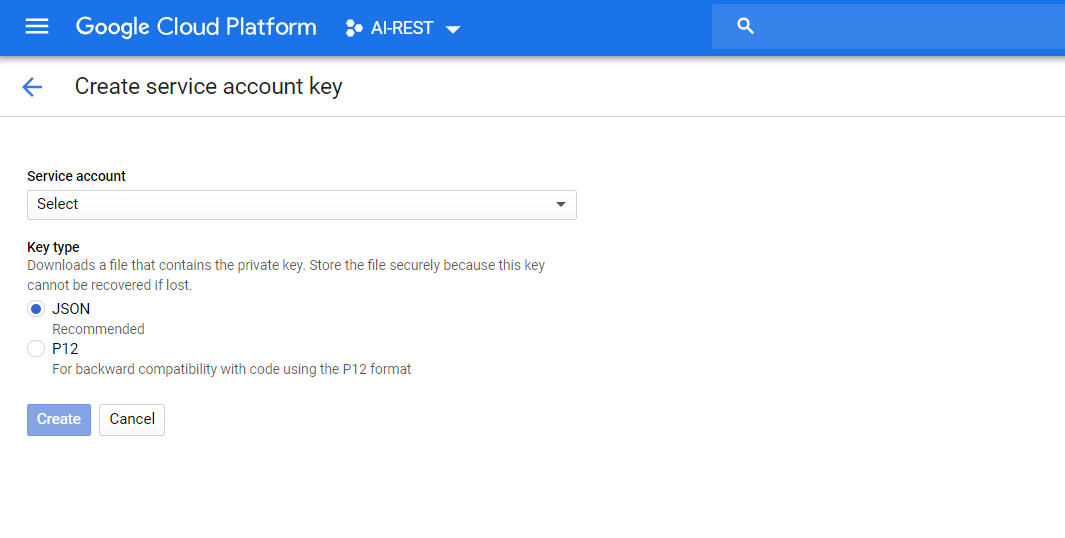 Google Cloud Platform AI-REST
Create service account key
Service account
Select
Key type
Downloads a file that contains the private key. Store the file securely because this key
cannot be recovered if lost.
JSON
Recommended
P12
For backward compatibility with code using the P12 format
Create Cancel